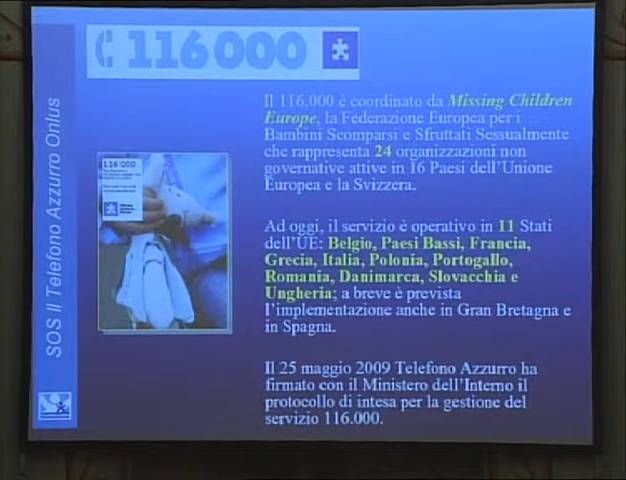 116000
SOS Il Telefono Azzurro Onlus
116 000
Il 116.000 è coordinato da Missing Children
Europe, la Federazione Europea per i
Bambini Scomparsi e Sfruttati Sessualmente
che rappresenta 24 organizzazioni non
governative attive in 16 Paesi dell'Unione
Europea e la Svizzera.
Ad oggi, il servizio è operativo in 11 Stati
dell'UE: Belgio, Paesi Bassi, Francia,
Grecia, Italia, Polonia, Portogallo,
Romania, Danimarca, Slovacchia e
Ungheria; a breve è prevista
l'implementazione anche in Gran Bretagna e
in Spagna.
Il 25 maggio 2009 Telefono Azzurro ha
firmato con il Ministero dell'Interno il
protocollo di intesa per la gestione del
servizio 116.000.